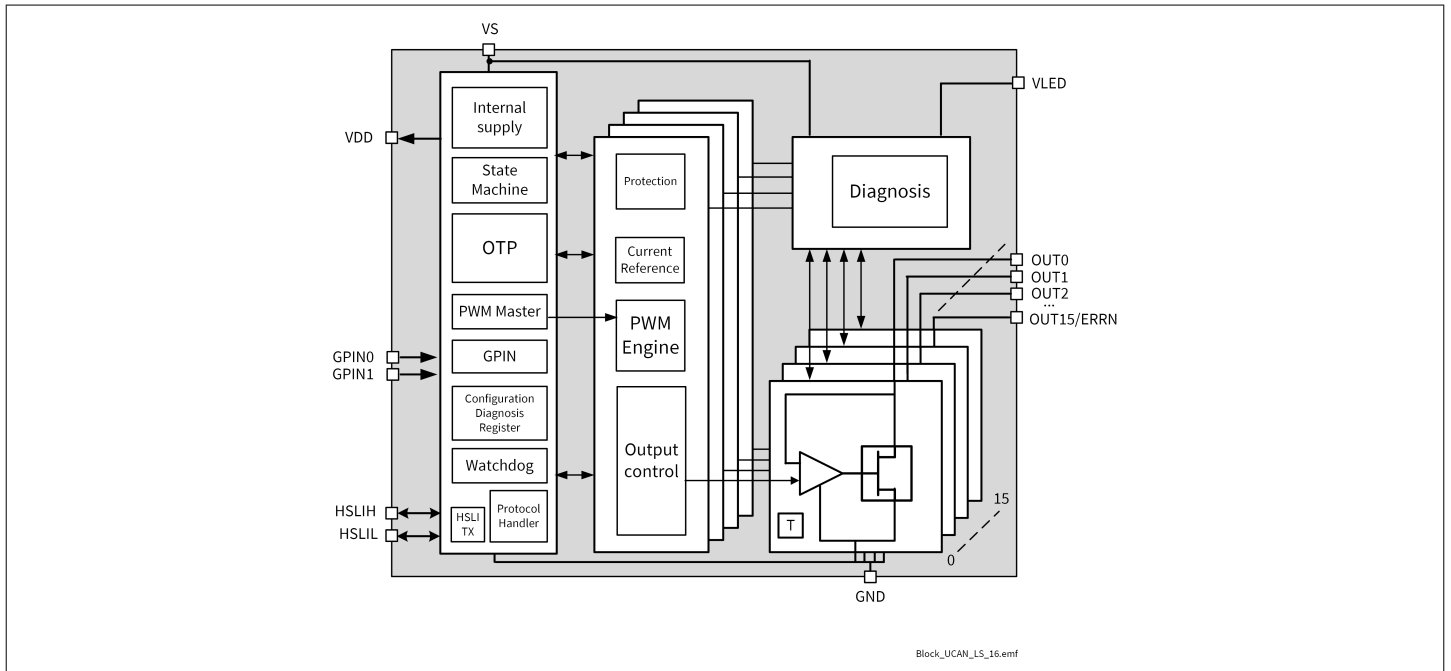 VS
VLED
VDD
Internal
supply
State
Machine
OTP
PWM Master
GPIN
GPIN0
GPIN1
Configuration
Diagnosis
Register
Watchdog
HSLI
TX
Protocol
Handler
HSLIH
HSLIL
Protection
Current
Reference
PWM
Engine
Output
control
Diagnosis
OUT0
OUT1
OUT2
...
OUT15/ERRN
T
15
0
GND
Block_UCAN_LS_16.emf